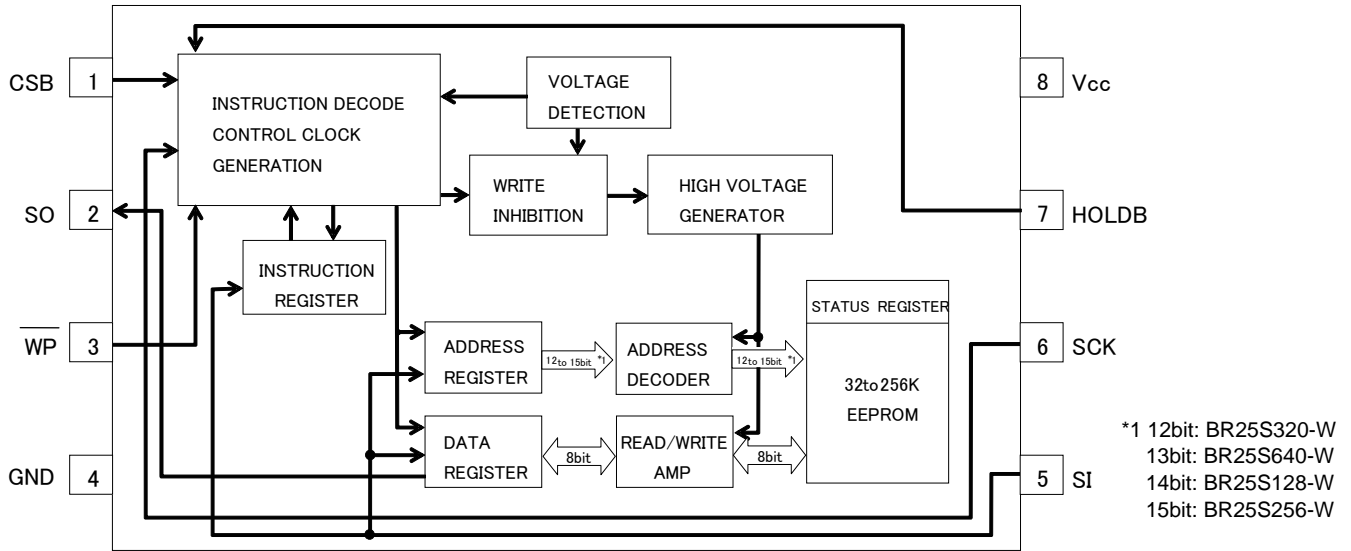 CSB 1
SO 2
WP 3
GND 4
INSTRUCTION DECODE
CONTROL CLOCK
GENERATION
VOLTAGE
DETECTION
WRITE
INHIBITION
HIGH VOLTAGE
GENERATOR
INSTRUCTION
REGISTER
ADDRESS
REGISTER
12to 15bit *1
ADDRESS
DECODER
12to 15bit *1
STATUS REGISTER
32to256K
EEPROM
DATA
REGISTER
8bit
READ/WRITE
AMP
8bit
8 Vcc
7 HOLDB
6 SCK
5 SI
*1 12bit: BR25S320-W
13bit: BR25S640-W
14bit: BR25S128-W
15bit: BR25S256-W